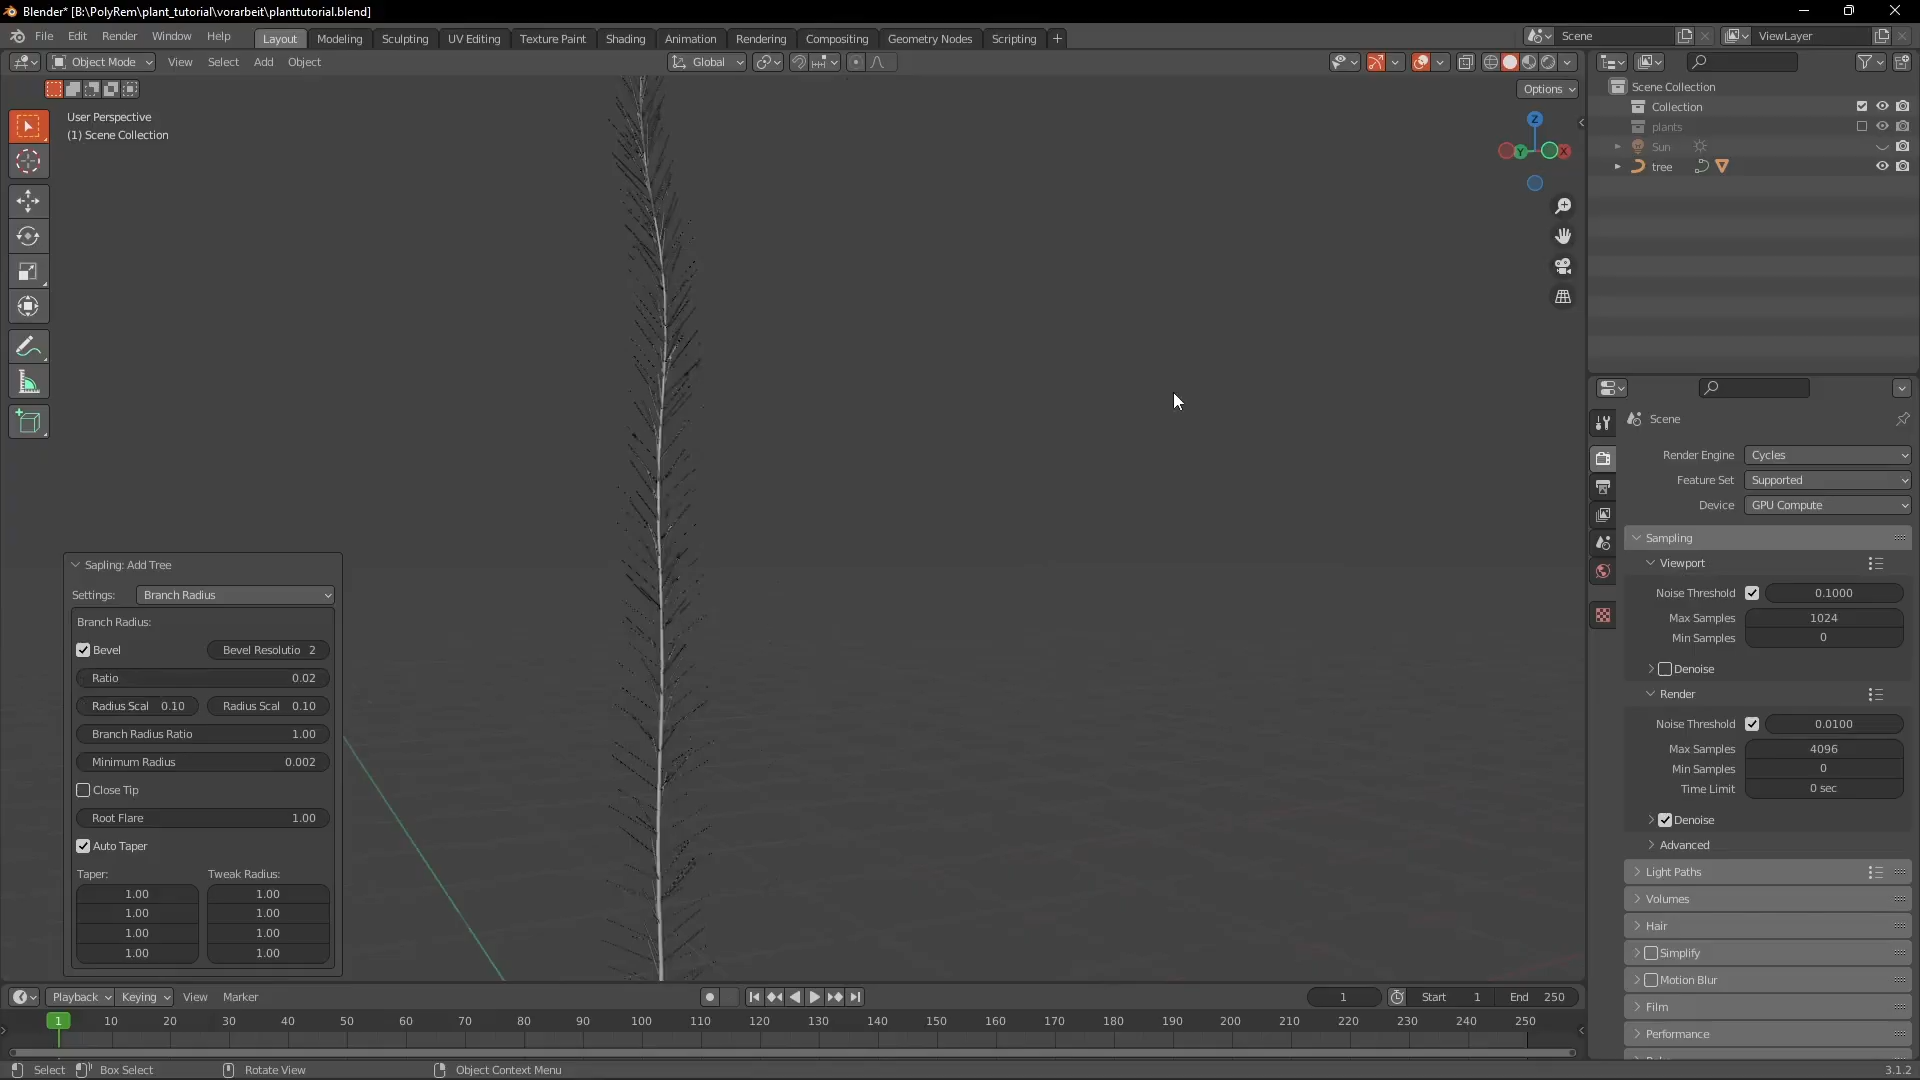 Blender* [B:\PolyRem\plant_tutorial\vorarbeit\planttutorial.blend]
File Edit Render Window Help Layout Modeling Sculpting UV Editing Texture Paint Shading Animation Rendering Compositing Geometry Nodes Scripting + Scene ViewLayer
Object Mode View Select Add Object Global
Options
User Perspective
(1) Scene Collection
Z
Y X
Scene Collection
Collection
plants
Sun
tree
Scene
Render Engine Cycles
Feature Set Supported
Device GPU Compute
Sampling
Viewport
Noise Threshold 0.1000
Max Samples 1024
Min Samples 0
Denoise
Render
Noise Threshold 0.0100
Max Samples 4096
Min Samples 0
Time Limit 0 sec
Denoise
Advanced
Light Paths
Volumes
Hair
Simplify
Motion Blur
Film
Performance
Sapling: Add Tree
Settings: Branch Radius
Branch Radius:
Bevel Bevel Resolutio 2
Ratio 0.02
Radius Scal 0.10 Radius Scal 0.10
Branch Radius Ratio 1.00
Minimum Radius 0.002
Close Tip
Root Flare 1.00
Auto Taper
Taper: Tweak Radius:
1.00 1.00
1.00 1.00
1.00 1.00
1.00 1.00
Playback Keying View Marker 1 Start 1 End 250
1 10 20 30 40 50 60 70 80 90 100 110 120 130 140 150 160 170 180 190 200 210 220 230 240 250
Select Box Select Rotate View Object Context Menu 3.1.2